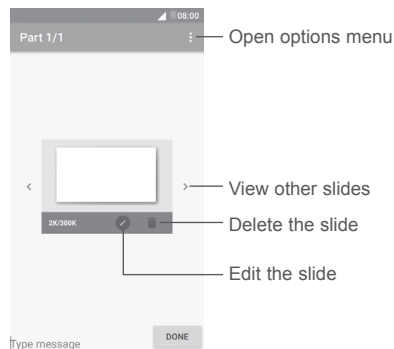 08:00
Part 1/1
Open options menu
View other slides
2K/300K
Delete the slide
Edit the slide
DONE
Type message